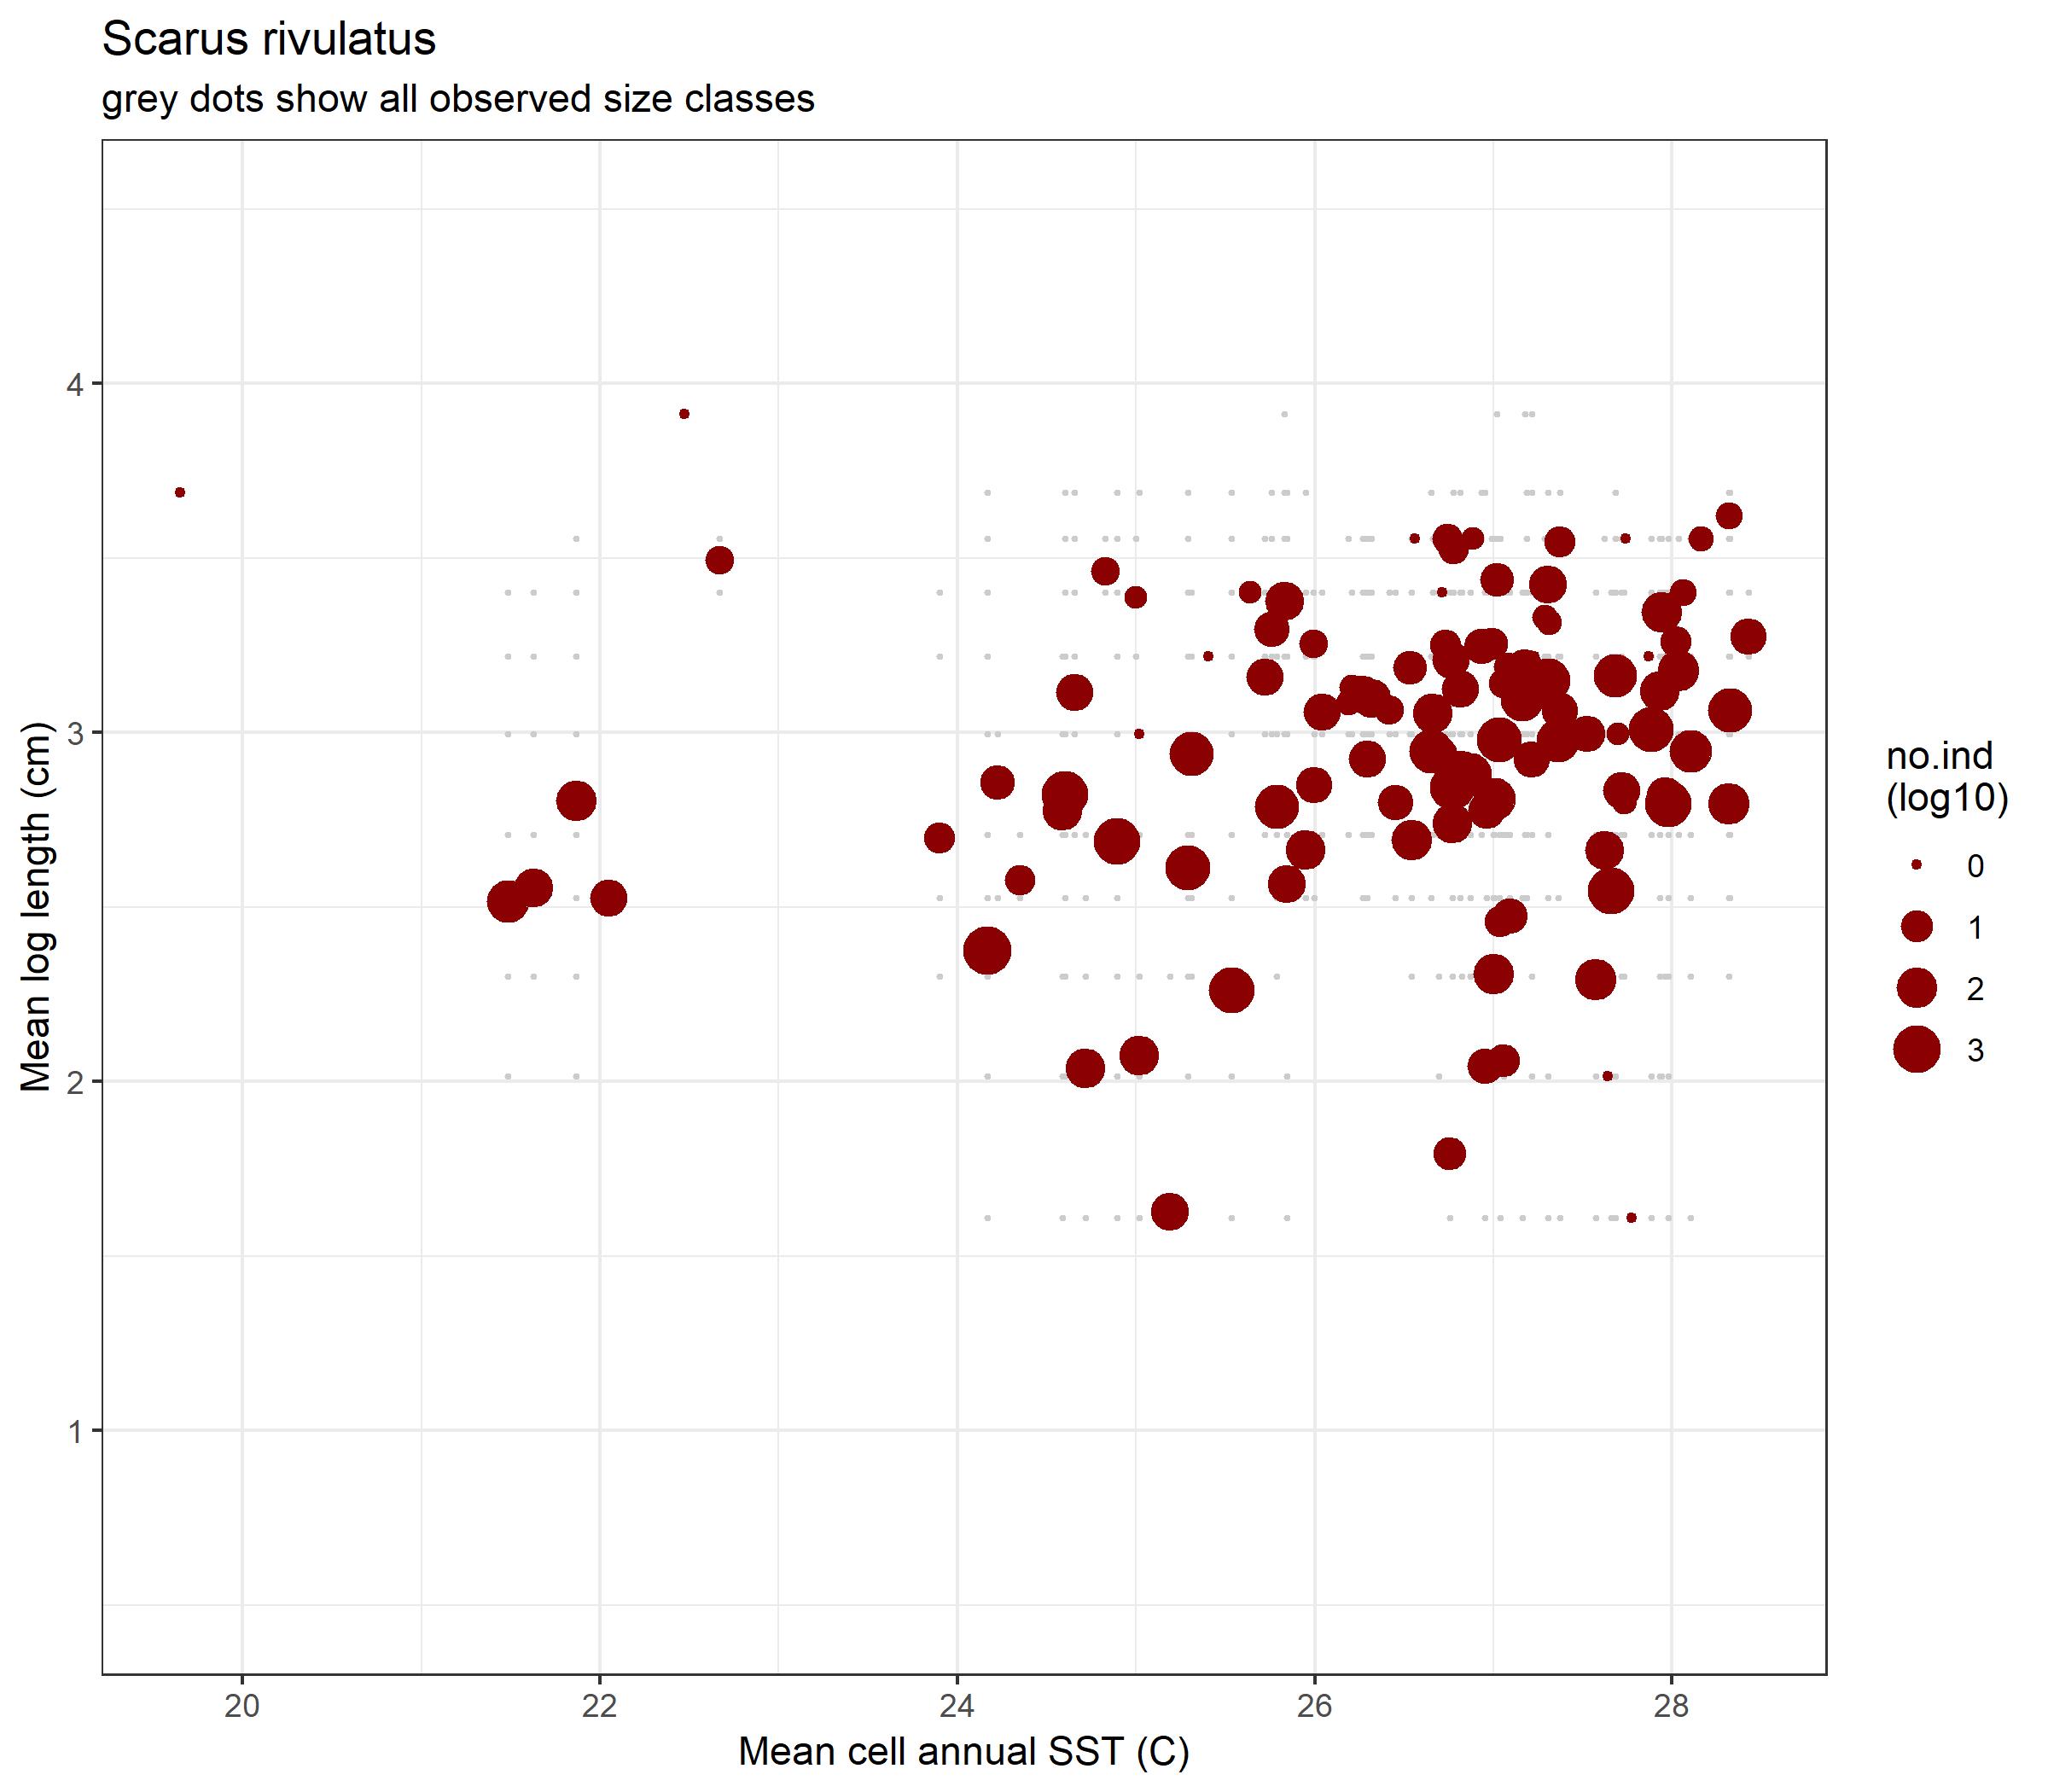 Scarus rivulatus
grey dots show all observed size classes
Mean log length (cm)
4
3
2
1
20 22 24 26 28
Mean cell annual SST (C)
no.ind
(log10)
0
1
2
3